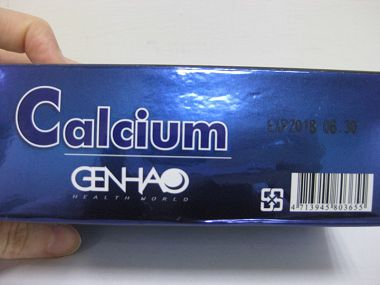 Calcium
EXP2018 06.30
GENHAO
HEALTH WORLD
4 713945 803655